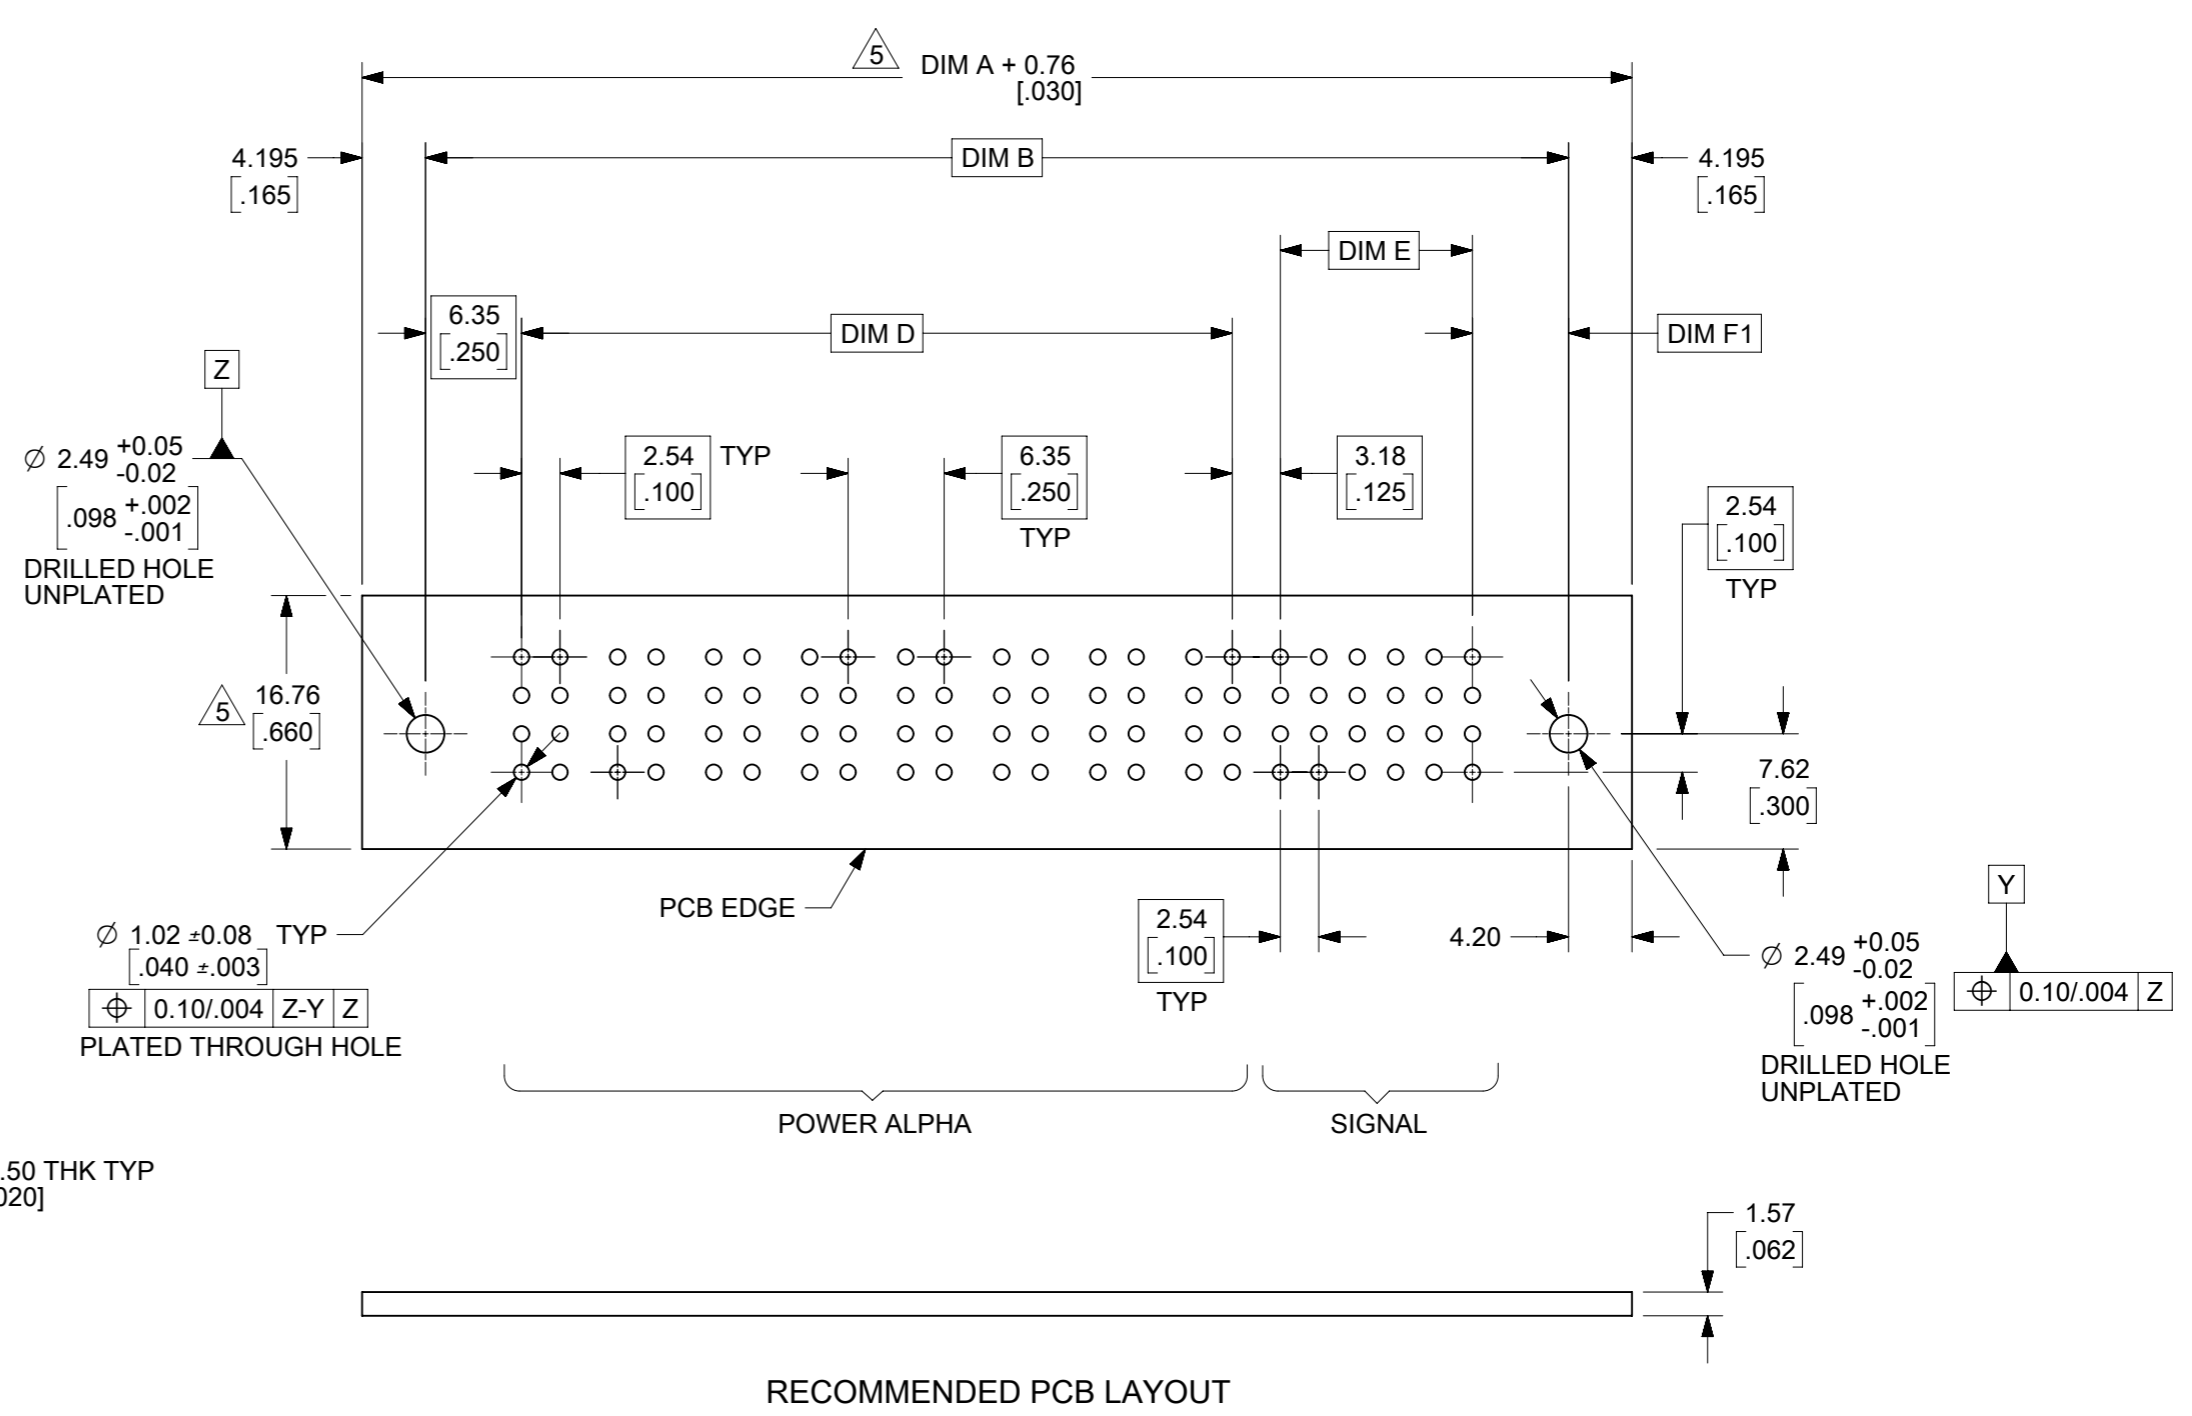 5
DIM A + 0.76
[.030]
4.195
[.165]
DIM B
4.195
[.165]
DIM E
6.35
[.250]
DIM D
DIM F1
Z
Ø 2.49 +0.05
-0.02
[.098 +.002
-.001]
DRILLED HOLE
UNPLATED
2.54 TYP
[.100]
6.35
[.250]
TYP
3.18
[.125]
2.54
[.100]
TYP
5
16.76
[.660]
7.62
[.300]
PCB EDGE
Ø 1.02 ±0.08 TYP
[.040 ±.003]
⌖ 0.10/.004 Z-Y Z
PLATED THROUGH HOLE
2.54
[.100]
TYP
4.20
Y
Ø 2.49 +0.05
-0.02
[.098 +.002
-.001]
⌖ 0.10/.004 Z
DRILLED HOLE
UNPLATED
POWER ALPHA
SIGNAL
.50 THK TYP
020]
1.57
[.062]
RECOMMENDED PCB LAYOUT